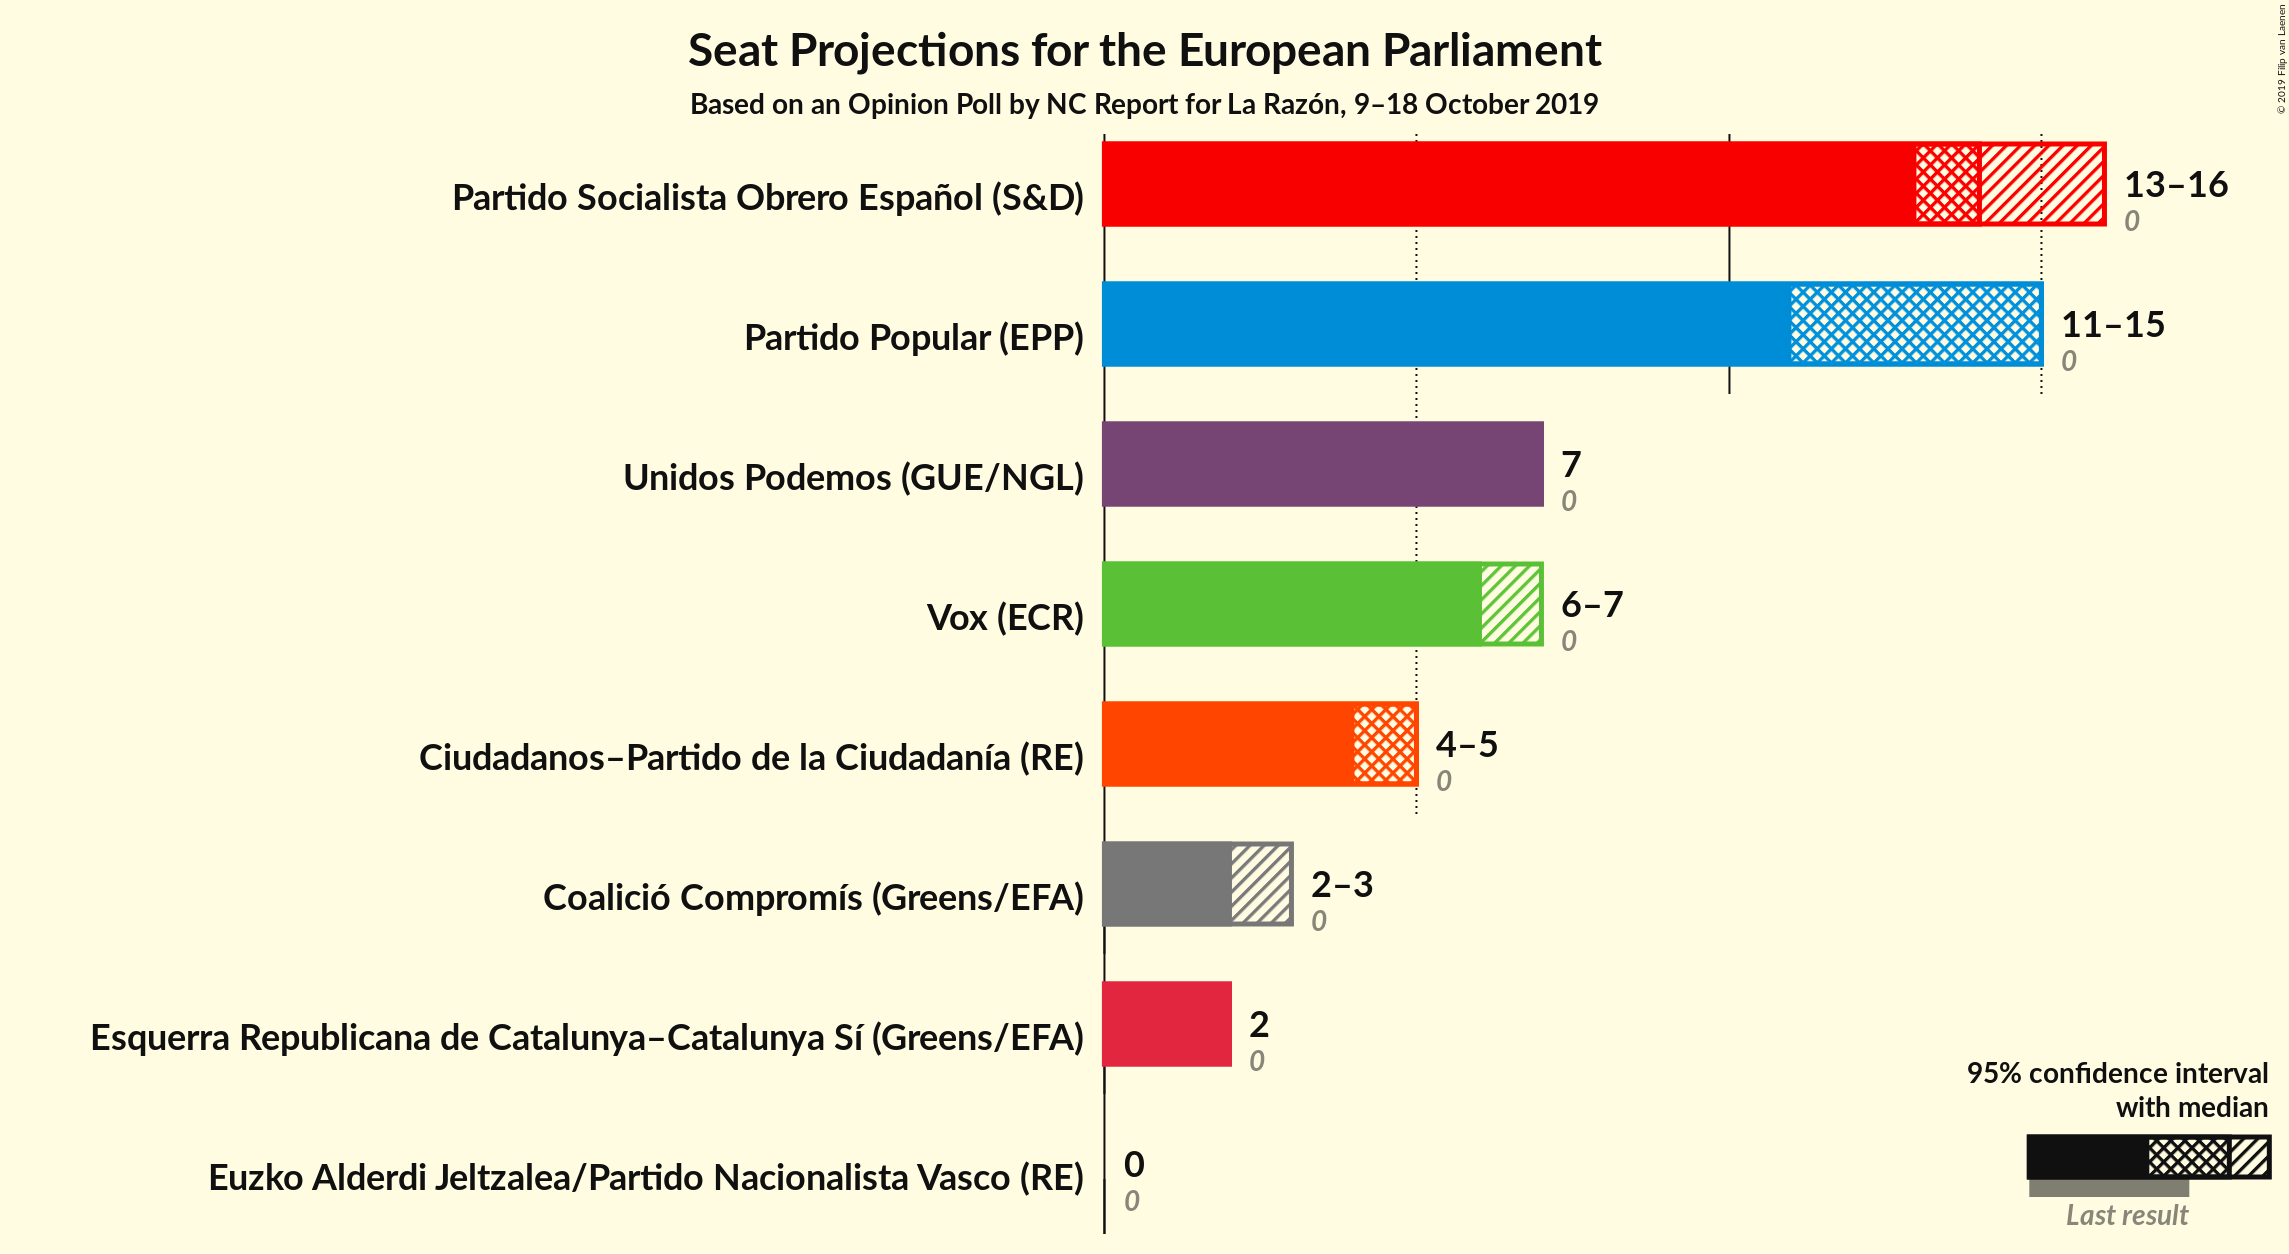 Seat Projections for the European Parliament
Based on an Opinion Poll by NC Report for La Razón, 9–18 October 2019
© 2019 Filip van Laenen
Partido Socialista Obrero Español (S&D)
13–16
0
Partido Popular (EPP)
11–15
0
Unidos Podemos (GUE/NGL)
7
0
Vox (ECR)
6–7
0
Ciudadanos–Partido de la Ciudadanía (RE)
4–5
0
Coalició Compromís (Greens/EFA)
2–3
0
Esquerra Republicana de Catalunya–Catalunya Sí (Greens/EFA)
2
0
Euzko Alderdi Jeltzalea/Partido Nacionalista Vasco (RE)
0
0
95% confidence interval
with median
Last result